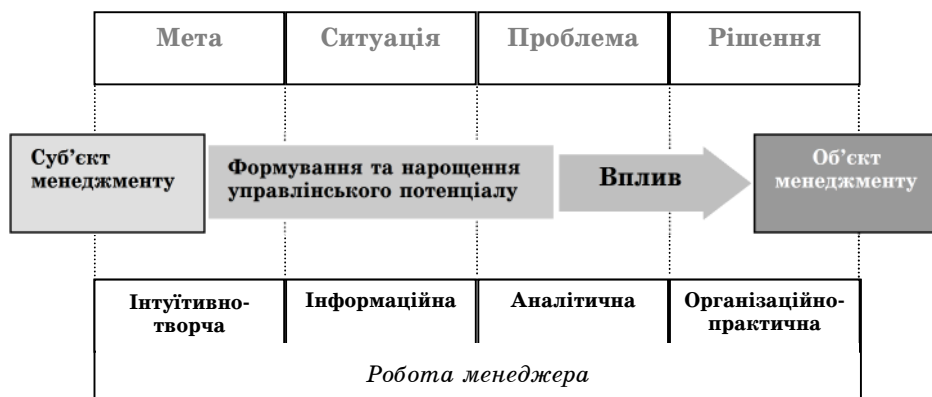 Мета
Ситуація
Проблема
Рішення
Суб’єкт
менеджменту
Формування та нарощення
управлінського потенціалу
Вплив
Об’єкт
менеджменту
Інтуїтивно-
творча
Інформаційна
Аналітична
Організаційно-
практична
Робота менеджера